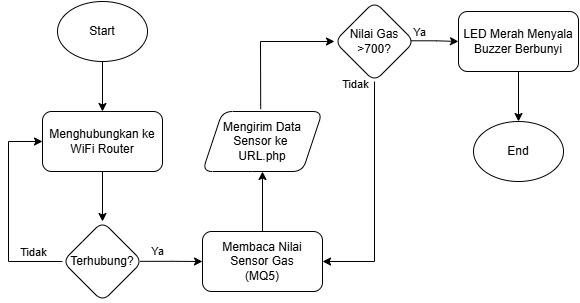 Start
Menghubungkan ke
WiFi Router
Terhubung?
Tidak
Ya
Membaca Nilai
Sensor Gas
(MQ5)
Mengirim Data
Sensor ke
URL.php
Nilai Gas
>700?
Tidak
Ya
LED Merah Menyala
Buzzer Berbunyi
End